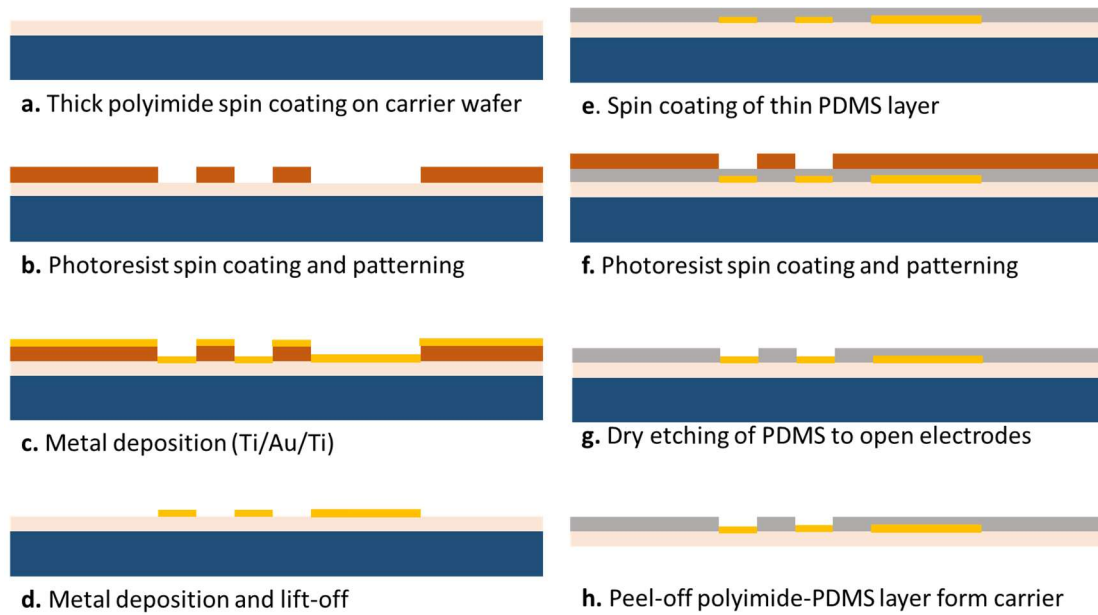 a. Thick polyimide spin coating on carrier wafer
b. Photoresist spin coating and patterning
c. Metal deposition (Ti/Au/Ti)
d. Metal deposition and lift-off
e. Spin coating of thin PDMS layer
f. Photoresist spin coating and patterning
g. Dry etching of PDMS to open electrodes
h. Peel-off polyimide-PDMS layer form carrier